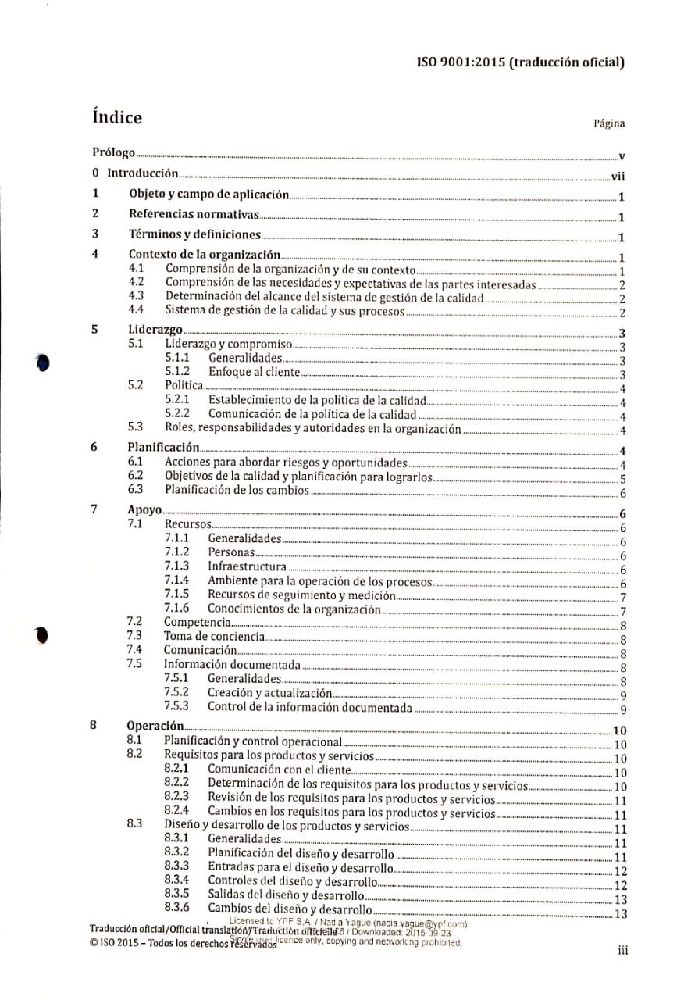 ISO 9001:2015 (traducción oficial)
Índice
Página
Prólogo v
0 Introducción vii
1 Objeto y campo de aplicación 1
2 Referencias normativas 1
3 Términos y definiciones 1
4 Contexto de la organización 1
4.1 Comprensión de la organización y de su contexto 1
4.2 Comprensión de las necesidades y expectativas de las partes interesadas 2
4.3 Determinación del alcance del sistema de gestión de la calidad 2
4.4 Sistema de gestión de la calidad y sus procesos 2
5 Liderazgo 3
5.1 Liderazgo y compromiso 3
5.1.1 Generalidades 3
5.1.2 Enfoque al cliente 3
5.2 Política 4
5.2.1 Establecimiento de la política de la calidad 4
5.2.2 Comunicación de la política de la calidad 4
5.3 Roles, responsabilidades y autoridades en la organización 4
6 Planificación 4
6.1 Acciones para abordar riesgos y oportunidades 4
6.2 Objetivos de la calidad y planificación para lograrlos 5
6.3 Planificación de los cambios 6
7 Apoyo 6
7.1 Recursos 6
7.1.1 Generalidades 6
7.1.2 Personas 6
7.1.3 Infraestructura 6
7.1.4 Ambiente para la operación de los procesos 6
7.1.5 Recursos de seguimiento y medición 7
7.1.6 Conocimientos de la organización 7
7.2 Competencia 8
7.3 Toma de conciencia 8
7.4 Comunicación 8
7.5 Información documentada 8
7.5.1 Generalidades 8
7.5.2 Creación y actualización 9
7.5.3 Control de la información documentada 9
8 Operación 10
8.1 Planificación y control operacional 10
8.2 Requisitos para los productos y servicios 10
8.2.1 Comunicación con el cliente 10
8.2.2 Determinación de los requisitos para los productos y servicios 10
8.2.3 Revisión de los requisitos para los productos y servicios 11
8.2.4 Cambios en los requisitos para los productos y servicios 11
8.3 Diseño y desarrollo de los productos y servicios 11
8.3.1 Generalidades 11
8.3.2 Planificación del diseño y desarrollo 11
8.3.3 Entradas para el diseño y desarrollo 12
8.3.4 Controles del diseño y desarrollo 12
8.3.5 Salidas del diseño y desarrollo 13
8.3.6 Cambios del diseño y desarrollo 13
Licensed to YPF S.A. / Nadia Yagüe (nadia.yague@ypf.com)
Traducción oficial/Official translation/Traduction officielle
/ Downloaded: 2015-09-23
Single user licence only, copying and networking prohibited.
© ISO 2015 – Todos los derechos reservados
iii